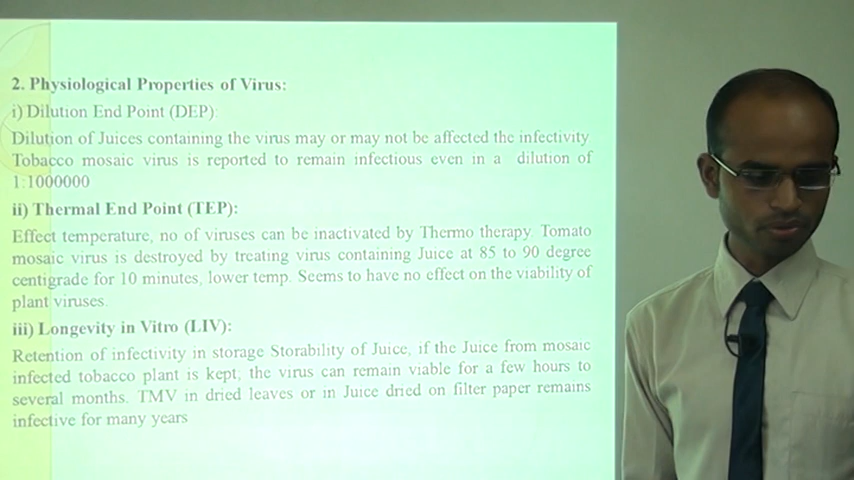 2. Physiological Properties of Virus:
i) Dilution End Point (DEP):
Dilution of Juices containing the virus may or may not be affected the infectivity
Tobacco mosaic virus is reported to remain infectious even in a dilution of
1:1000000
ii) Thermal End Point (TEP):
Effect temperature, no of viruses can be inactivated by Thermo therapy. Tomato
mosaic virus is destroyed by treating virus containing Juice at 85 to 90 degree
centigrade for 10 minutes, lower temp. Seems to have no effect on the viability of
plant viruses.
iii) Longevity in Vitro (LIV):
Retention of infectivity in storage Storability of Juice, if the Juice from mosaic
infected tobacco plant is kept, the virus can remain viable for a few hours to
several months. TMV in dried leaves or in Juice dried on filter paper remains
infective for many years